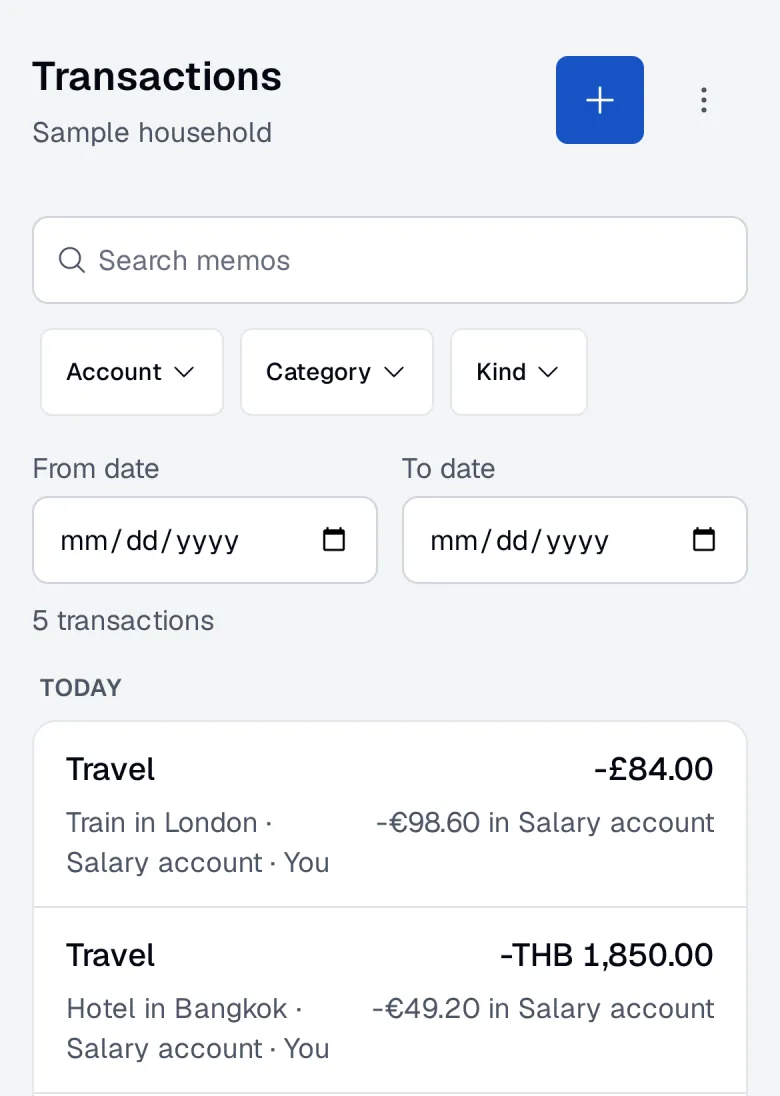 Transactions
Sample household
Search memos
Account
Category
Kind
From date
To date
mm/dd/yyyy
mm/dd/yyyy
5 transactions
TODAY
Travel
-£84.00
Train in London ·
Salary account · You
-€98.60 in Salary account
Travel
-THB 1,850.00
Hotel in Bangkok ·
Salary account · You
-€49.20 in Salary account